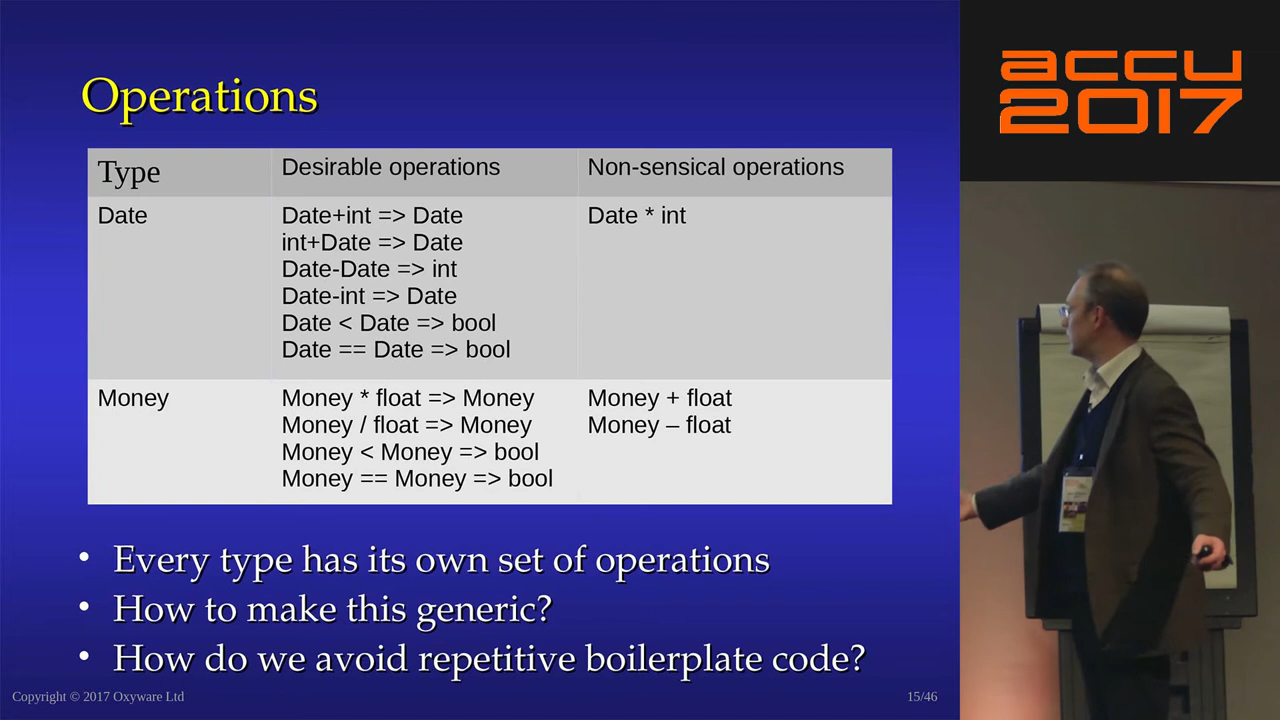 Operations
Type
Desirable operations
Non-sensical operations
Date
Date+int => Date
int+Date => Date
Date-Date => int
Date-int => Date
Date < Date => bool
Date == Date => bool
Date * int
Money
Money * float => Money
Money / float => Money
Money < Money => bool
Money == Money => bool
Money + float
Money – float
• Every type has its own set of operations
• How to make this generic?
• How do we avoid repetitive boilerplate code?
Copyright © 2017 Oxyware Ltd
15/46
accu
2017